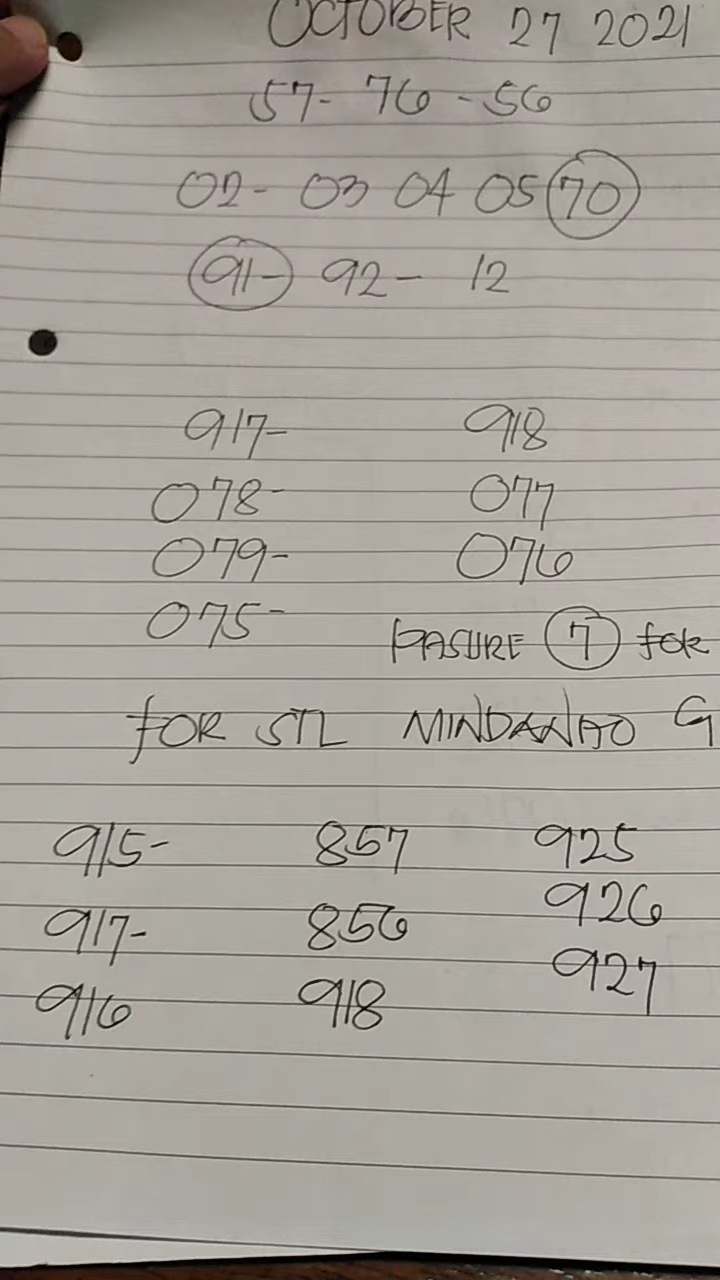 OCTOBER 27 2021
57- 76 - 56
02- 03 04 05 70
91- 92- 12
917- 918
078- 077
079- 076
075- PASURE 7 for
FOR STL MINDANAO G
915- 857 925
917- 856 926
916 918 927